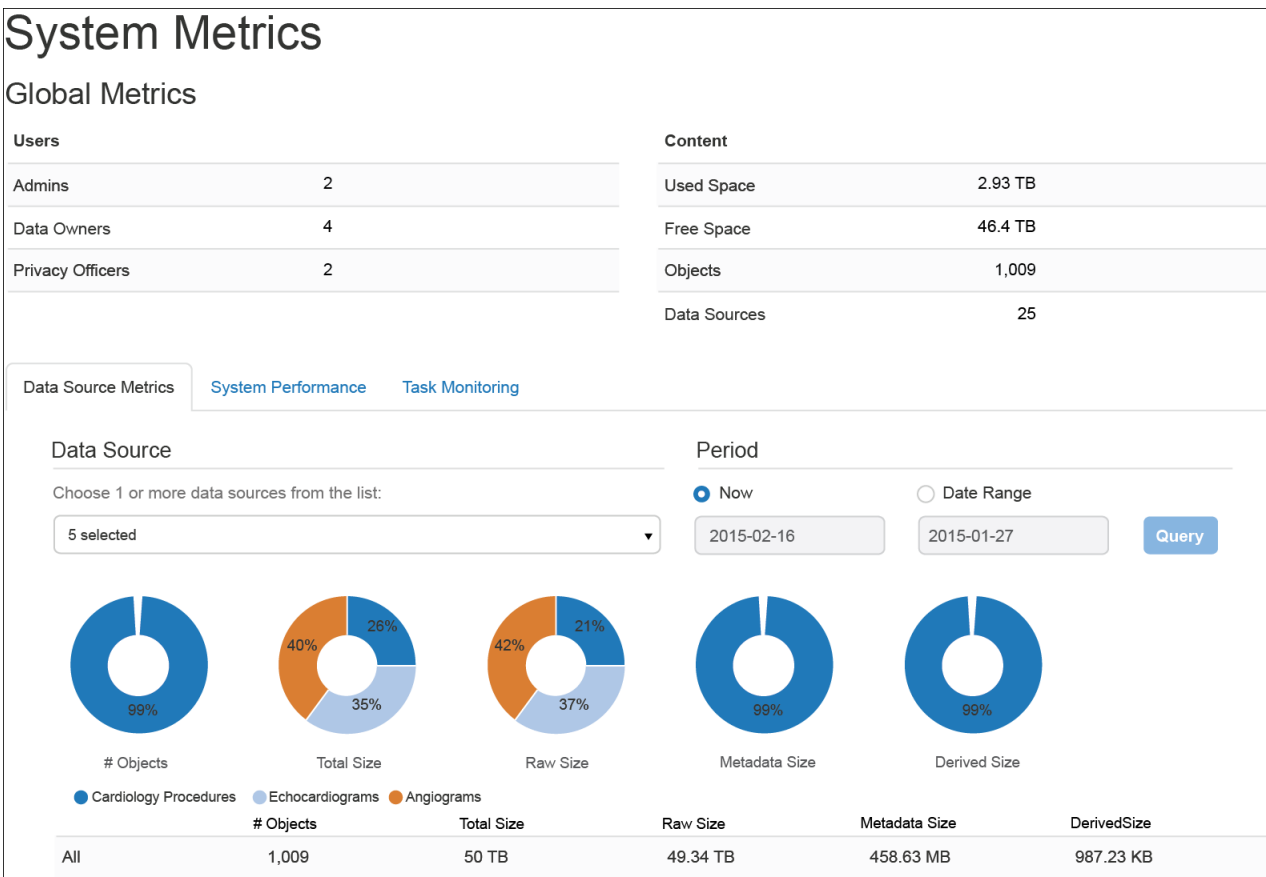 System Metrics
Global Metrics
Users Content
Admins 2 Used Space 2.93 TB
Data Owners 4 Free Space 46.4 TB
Privacy Officers 2 Objects 1,009
Data Sources 25
Data Source Metrics System Performance Task Monitoring
Data Source Period
Choose 1 or more data sources from the list: Now Date Range
5 selected 2015-02-16 2015-01-27 Query
26% 21%
40% 42%
35% 37%
99% 99% 99%
# Objects Total Size Raw Size Metadata Size Derived Size
Cardiology Procedures Echocardiograms Angiograms
# Objects Total Size Raw Size Metadata Size DerivedSize
All 1,009 50 TB 49.34 TB 458.63 MB 987.23 KB